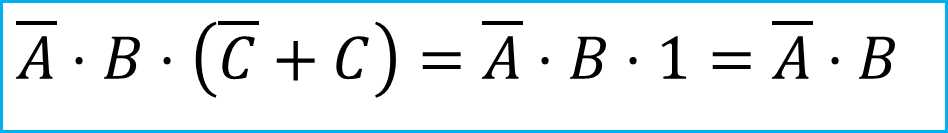 A̅ · B · (C̅ + C) = A̅ · B · 1 = A̅ · B